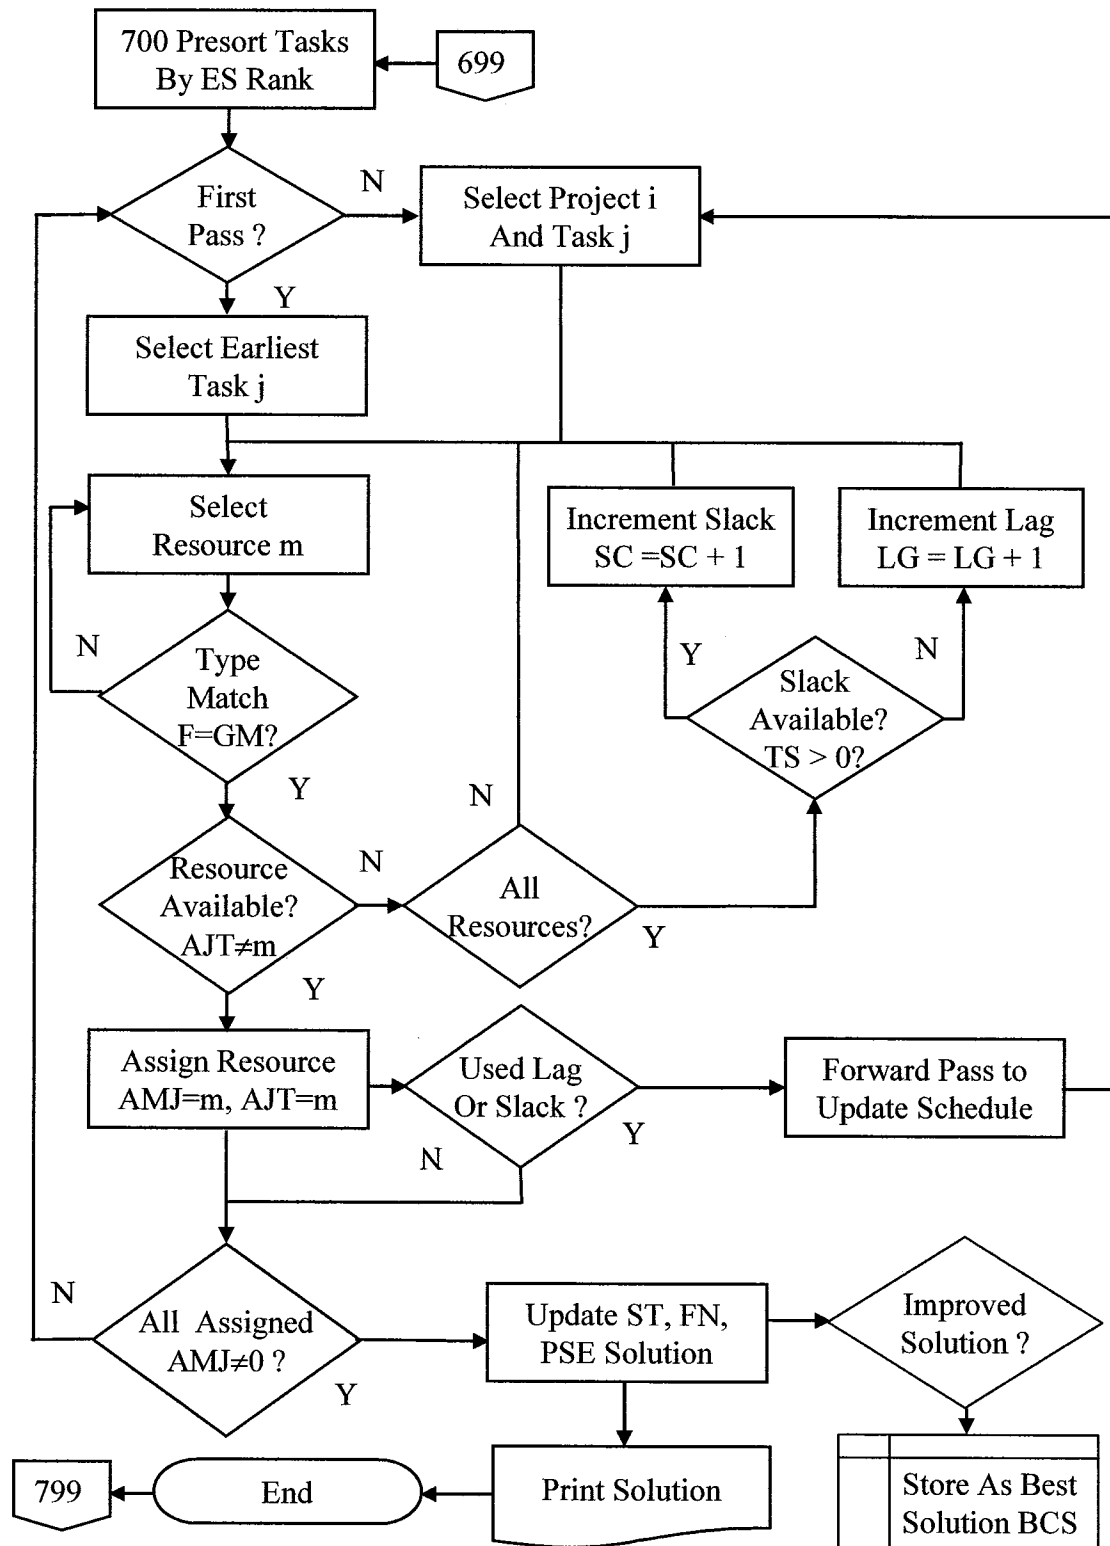 700 Presort Tasks
By ES Rank
699
First
Pass ?
N
Select Project i
And Task j
Y
Select Earliest
Task j
Select
Resource m
Increment Slack
SC =SC + 1
Increment Lag
LG = LG + 1
N
Type
Match
F=GM?
Y
Slack
Available?
TS > 0?
N
Y
N
Resource
Available?
AJT≠m
N
All
Resources?
Y
Y
Assign Resource
AMJ=m, AJT=m
Used Lag
Or Slack ?
Forward Pass to
Update Schedule
N
Y
N
All Assigned
AMJ≠0 ?
Y
Update ST, FN,
PSE Solution
Improved
Solution ?
799
End
Print Solution
Store As Best
Solution BCS